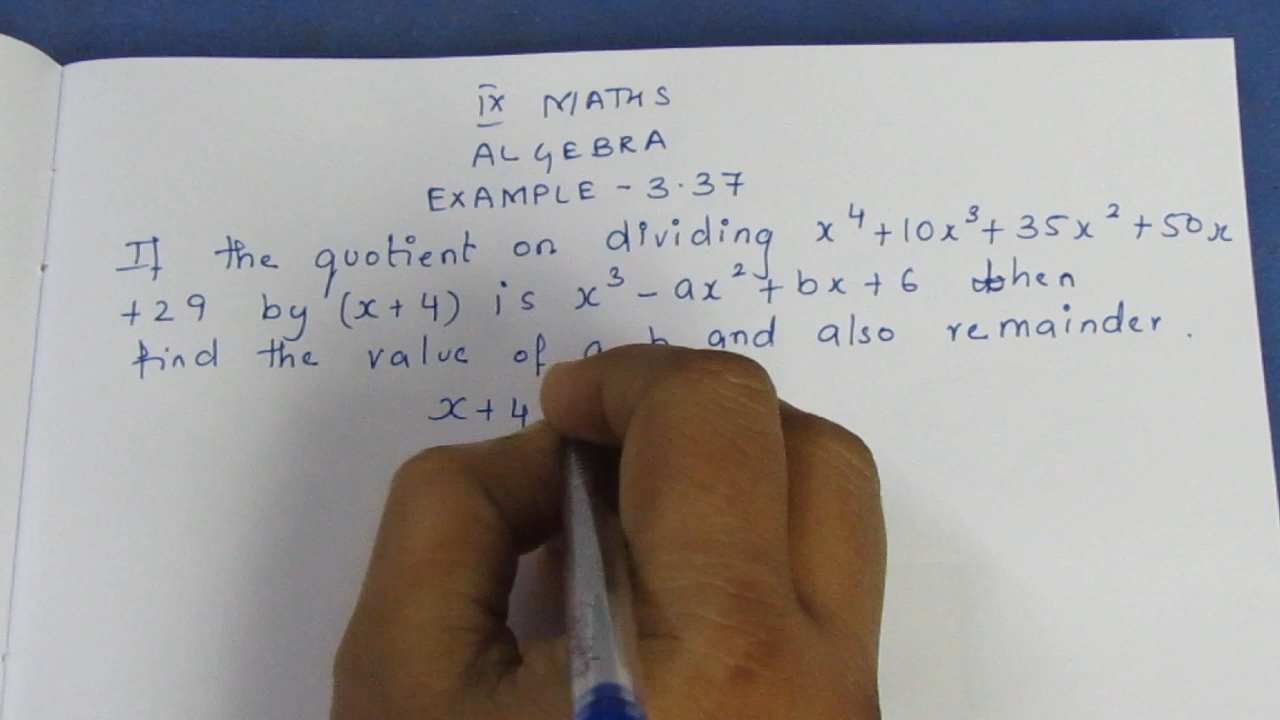 IX MATHS
ALGEBRA
EXAMPLE - 3.37
If the quotient on dividing x⁴+10x³+35x²+50x
+29 by (x+4) is x³-ax²+bx+6 then
find the value of a, b and also remainder.
x+4